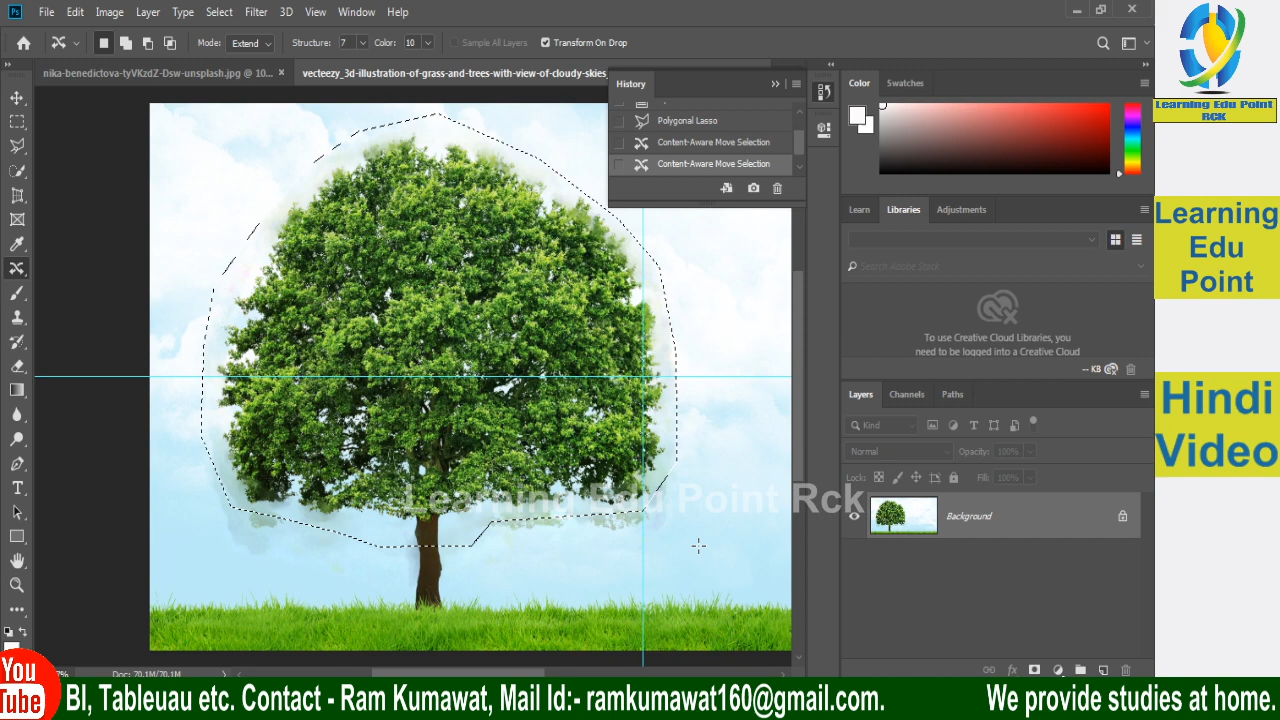 Ps File Edit Image Layer Type Select Filter 3D View Window Help
Mode: Extend Structure: 7 Color: 10 Sample All Layers Transform On Drop
nika-benedictova-tyVKzdZ-Dsw-unsplash.jpg @ 10... × vecteezy_3d-illustration-of-grass-and-trees-with-view-of-cloudy-skies_
History
Polygonal Lasso
Content-Aware Move Selection
Content-Aware Move Selection
Color Swatches
Learn Libraries Adjustments
Search Adobe Stock
To use Creative Cloud Libraries, you
need to be logged into a Creative Cloud
-- KB
Layers Channels Paths
Kind
Normal Opacity: 100%
Lock: Fill: 100%
Background
Learning Edu Point Rck
Doc: 70.1M/70.1M
Learning Edu Point
RCK
Learning
Edu
Point
Hindi
Video
You
Tube
BI, Tableuau etc. Contact - Ram Kumawat, Mail Id:- ramkumawat160@gmail.com. We provide studies at home.